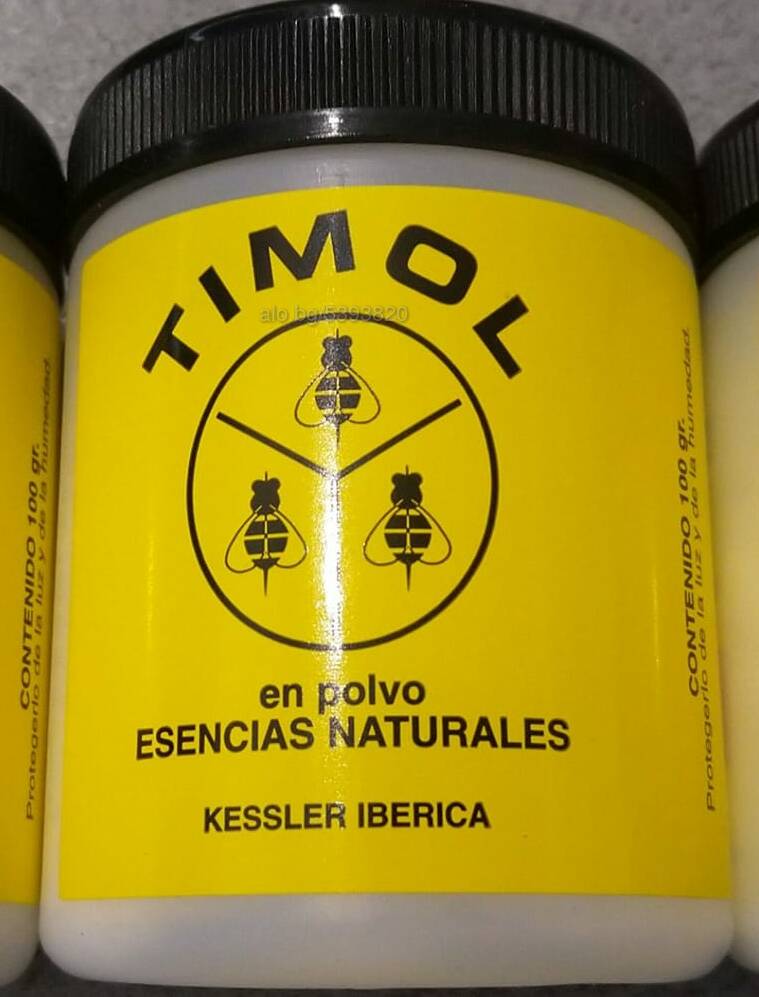 TIMOL
alo.bg/5393820
en polvo
ESENCIAS NATURALES
KESSLER IBERICA
CONTENIDO 100 gr.
Protegerlo de la luz y de la humedad.
CONTENIDO 100 gr.
Protegerlo de la luz y de la humedad.